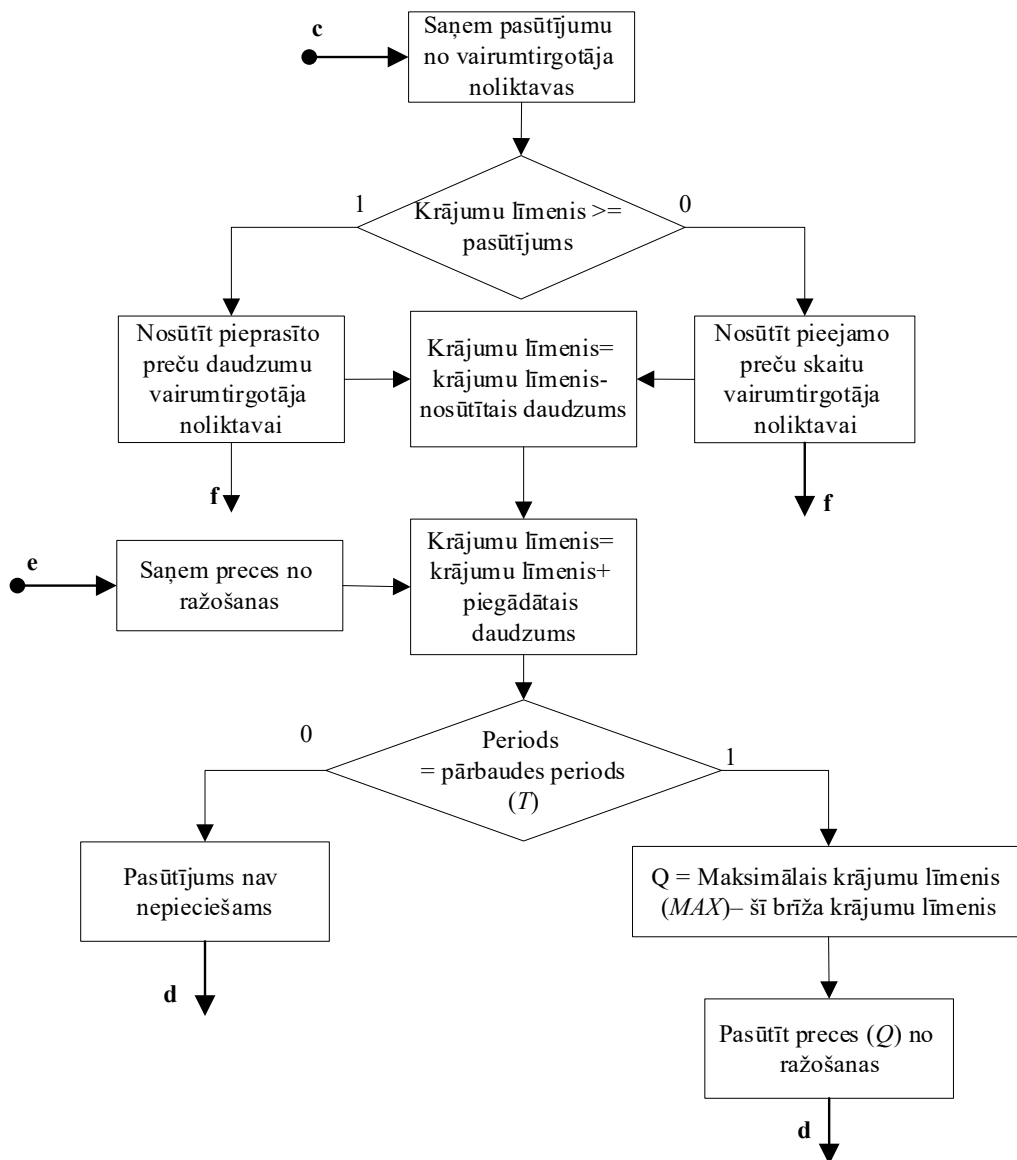 c
Saņem pasūtījumu
no vairumtirgotāja
noliktavas
1
Krājumu līmenis >=
pasūtījums
0
Nosūtīt pieprasīto
preču daudzumu
vairumtirgotāja
noliktavai
Krājumu līmenis=
krājumu līmenis-
nosūtītais daudzums
Nosūtīt pieejamo
preču skaitu
vairumtirgotāja
noliktavai
f
f
e
Saņem preces no
ražošanas
Krājumu līmenis=
krājumu līmenis+
piegādātais
daudzums
0
Periods
= pārbaudes periods
(T)
1
Pasūtījums nav
nepieciešams
Q = Maksimālais krājumu līmenis
(MAX)– šī brīža krājumu līmenis
d
Pasūtīt preces (Q) no
ražošanas
d